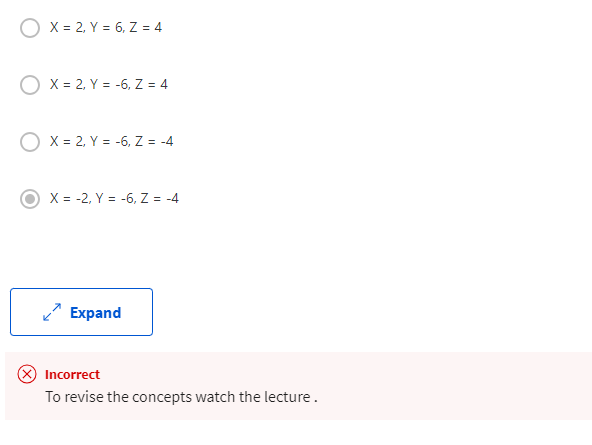 X = 2, Y = 6, Z = 4
X = 2, Y = -6, Z = 4
X = 2, Y = -6, Z = -4
X = -2, Y = -6, Z = -4
Expand
Incorrect
To revise the concepts watch the lecture .